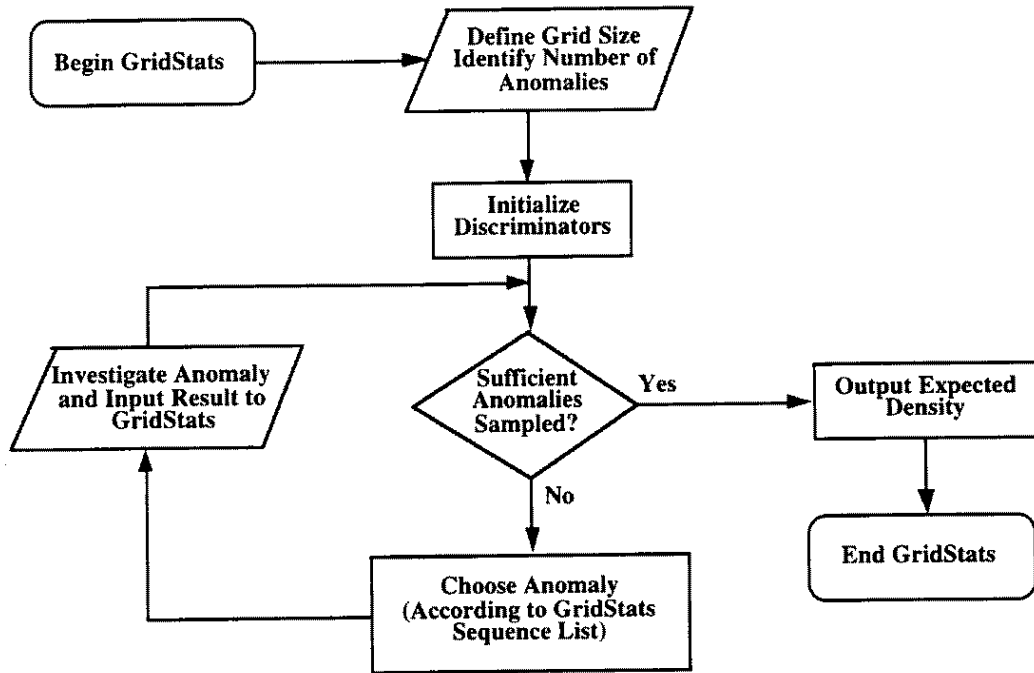 Begin GridStats
Define Grid Size
Identify Number of
Anomalies
Initialize
Discriminators
Investigate Anomaly
and Input Result to
GridStats
Sufficient
Anomalies
Sampled?
Yes
Output Expected
Density
No
End GridStats
Choose Anomaly
(According to GridStats
Sequence List)